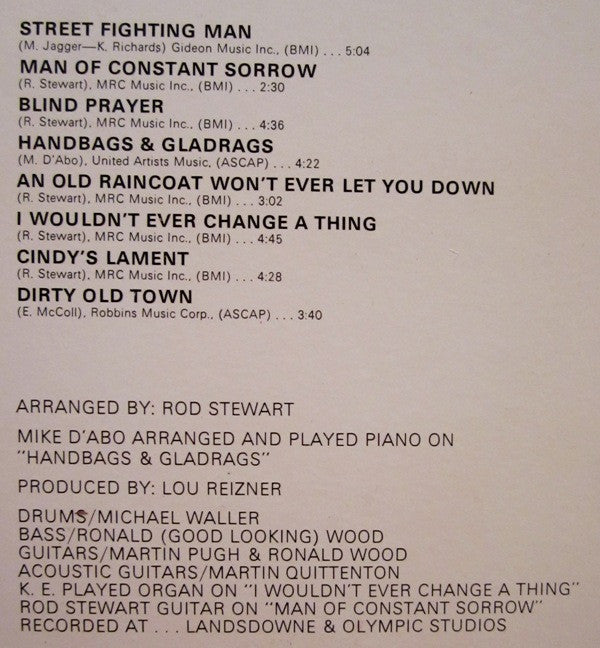 STREET FIGHTING MAN
(M. Jagger—K. Richards) Gideon Music Inc., (BMI) ... 5:04
MAN OF CONSTANT SORROW
(R. Stewart), MRC Music Inc., (BMI) ... 2:30
BLIND PRAYER
(R. Stewart), MRC Music Inc., (BMI) ... 4:36
HANDBAGS & GLADRAGS
(M. D'Abo), United Artists Music, (ASCAP) ... 4:22
AN OLD RAINCOAT WON'T EVER LET YOU DOWN
(R. Stewart), MRC Music Inc., (BMI) ... 3:02
I WOULDN'T EVER CHANGE A THING
(R. Stewart), MRC Music Inc., (BMI) ... 4:45
CINDY'S LAMENT
(R. Stewart), MRC Music Inc., (BMI) ... 4:28
DIRTY OLD TOWN
(E. McColl), Robbins Music Corp., (ASCAP) ... 3:40
ARRANGED BY: ROD STEWART
MIKE D'ABO ARRANGED AND PLAYED PIANO ON
"HANDBAGS & GLADRAGS"
PRODUCED BY: LOU REIZNER
DRUMS/MICHAEL WALLER
BASS/RONALD (GOOD LOOKING) WOOD
GUITARS/MARTIN PUGH & RONALD WOOD
ACOUSTIC GUITARS/MARTIN QUITTENTON
K. E. PLAYED ORGAN ON "I WOULDN'T EVER CHANGE A THING"
ROD STEWART GUITAR ON "MAN OF CONSTANT SORROW"
RECORDED AT ... LANDSDOWNE & OLYMPIC STUDIOS